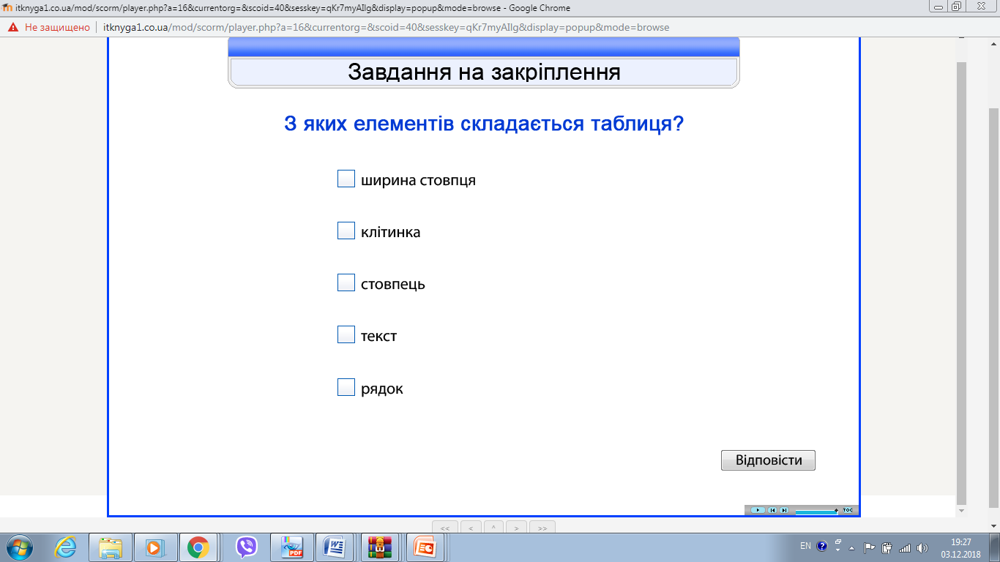 itknyga1.co.ua/mod/scorm/player.php?a=16&currentorg=&scoid=40&sesskey=qKr7myAIlg&display=popup&mode=browse - Google Chrome
Не защищено
itknyga1.co.ua/mod/scorm/player.php?a=16&currentorg=&scoid=40&sesskey=qKr7myAIlg&display=popup&mode=browse
Завдання на закріплення
З яких елементів складається таблиця?
ширина стовпця
клітинка
стовпець
текст
рядок
Відповісти
TOC
<< < ^ > >>
PDF
EN
19:27
03.12.2018